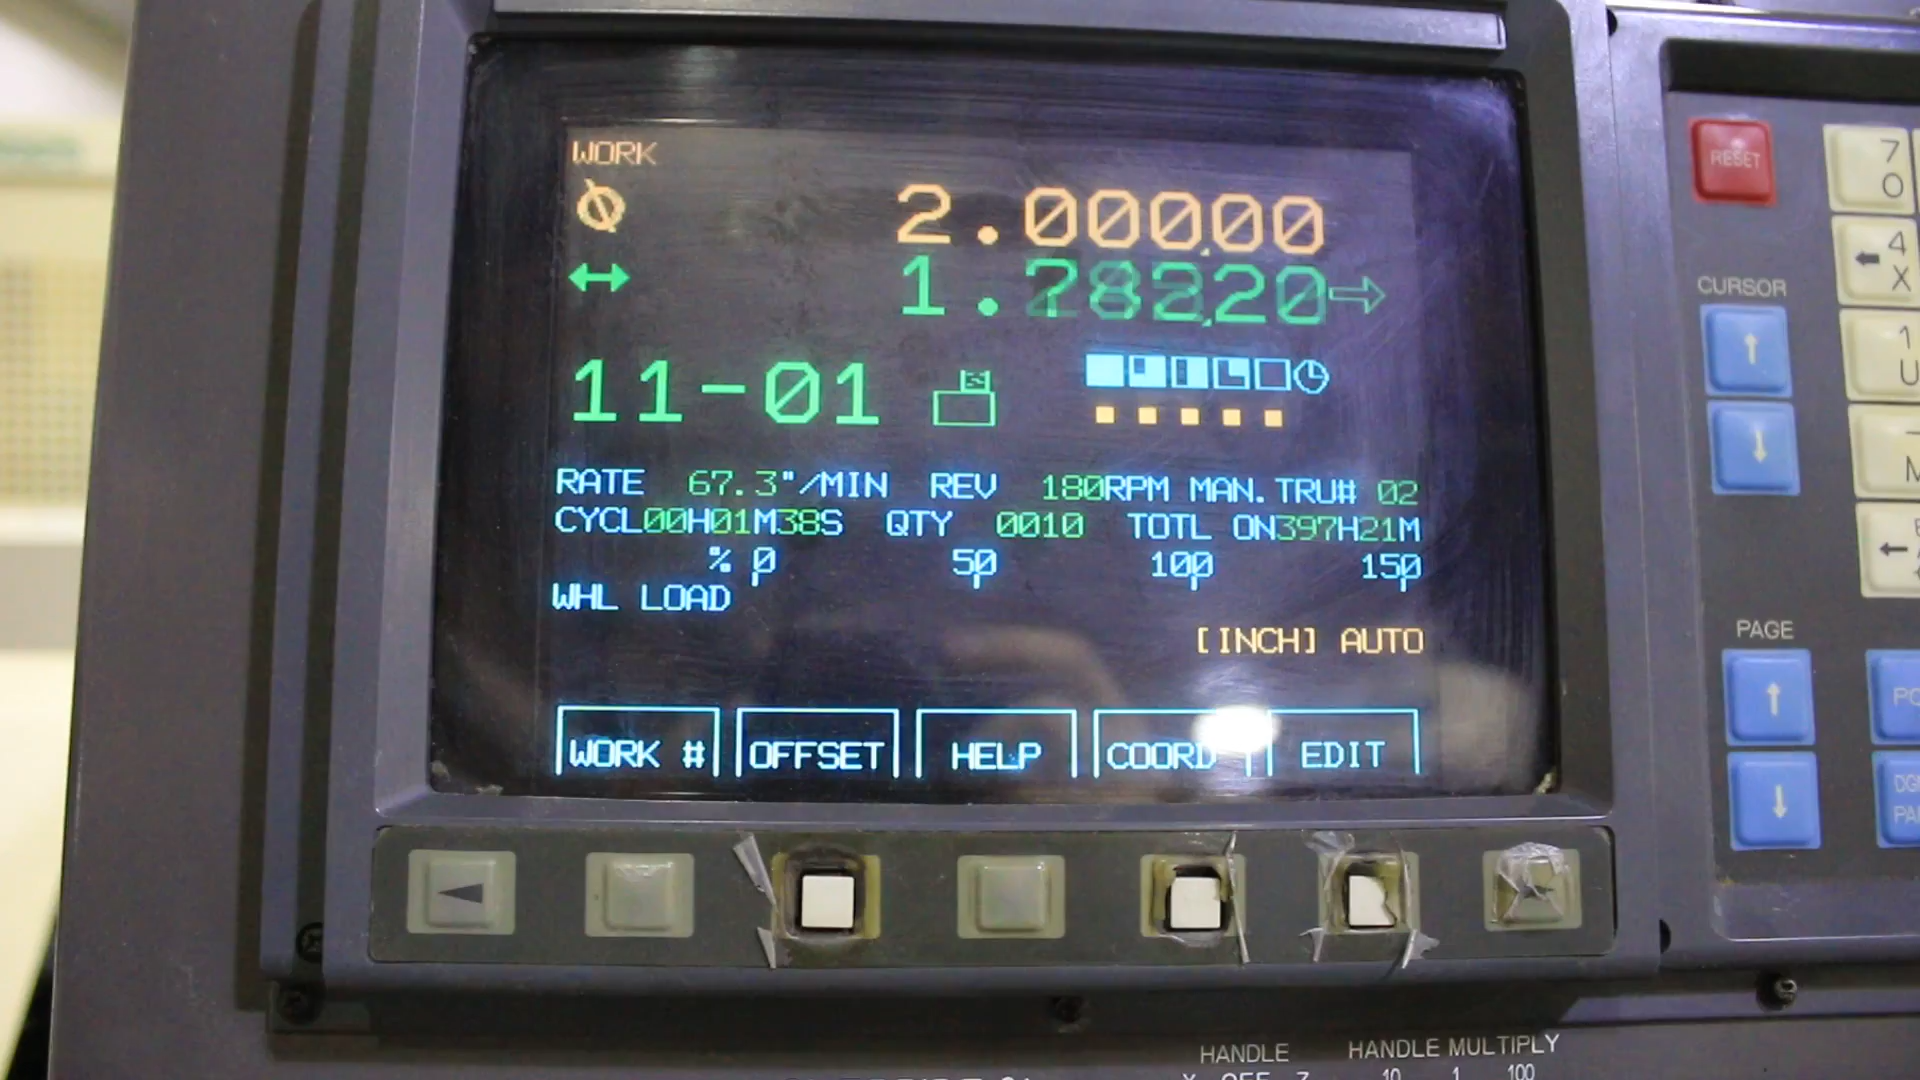 WORK
2.00000
1.78220
11-01
RATE 67.3"/MIN REV 180RPM MAN.TRU# 02
CYCL00H01M38S QTY 0010 TOTL ON397H21M
% 0 50 100 150
WHL LOAD
[INCH] AUTO
WORK # OFFSET HELP COORD EDIT
RESET
7
O
4
X
CURSOR
1
U
M
PAGE
HANDLE HANDLE MULTIPLY
OFF Z 10 1 100